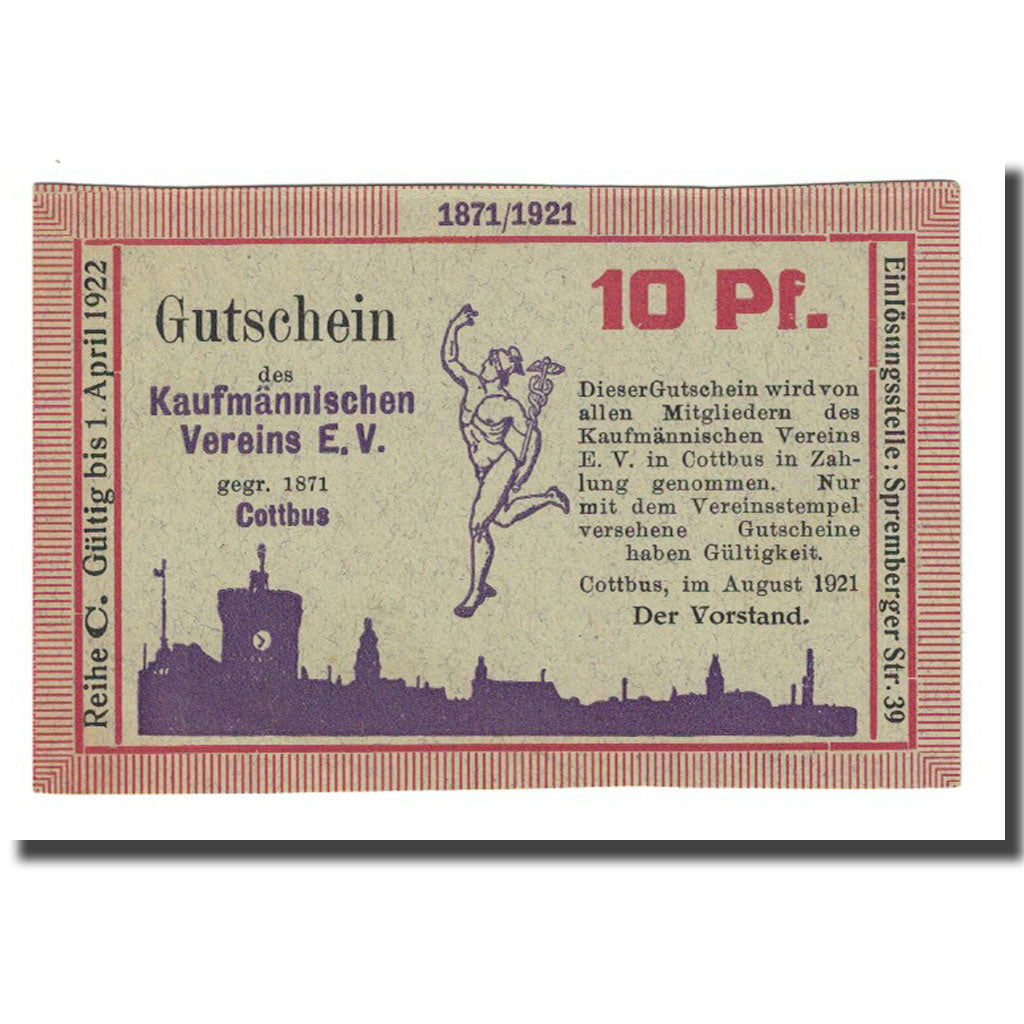 1871/1921
Reihe C. Gültig bis 1. April 1922
Gutschein
des
Kaufmännischen
Vereins E.V.
gegr. 1871
Cottbus
10 Pf.
Dieser Gutschein wird von
allen Mitgliedern des
Kaufmännischen Vereins
E. V. in Cottbus in Zah-
lung genommen. Nur
mit dem Vereinsstempel
versehene Gutscheine
haben Gültigkeit.
Cottbus, im August 1921
Der Vorstand.
Einlösungsstelle: Spremberger Str. 39